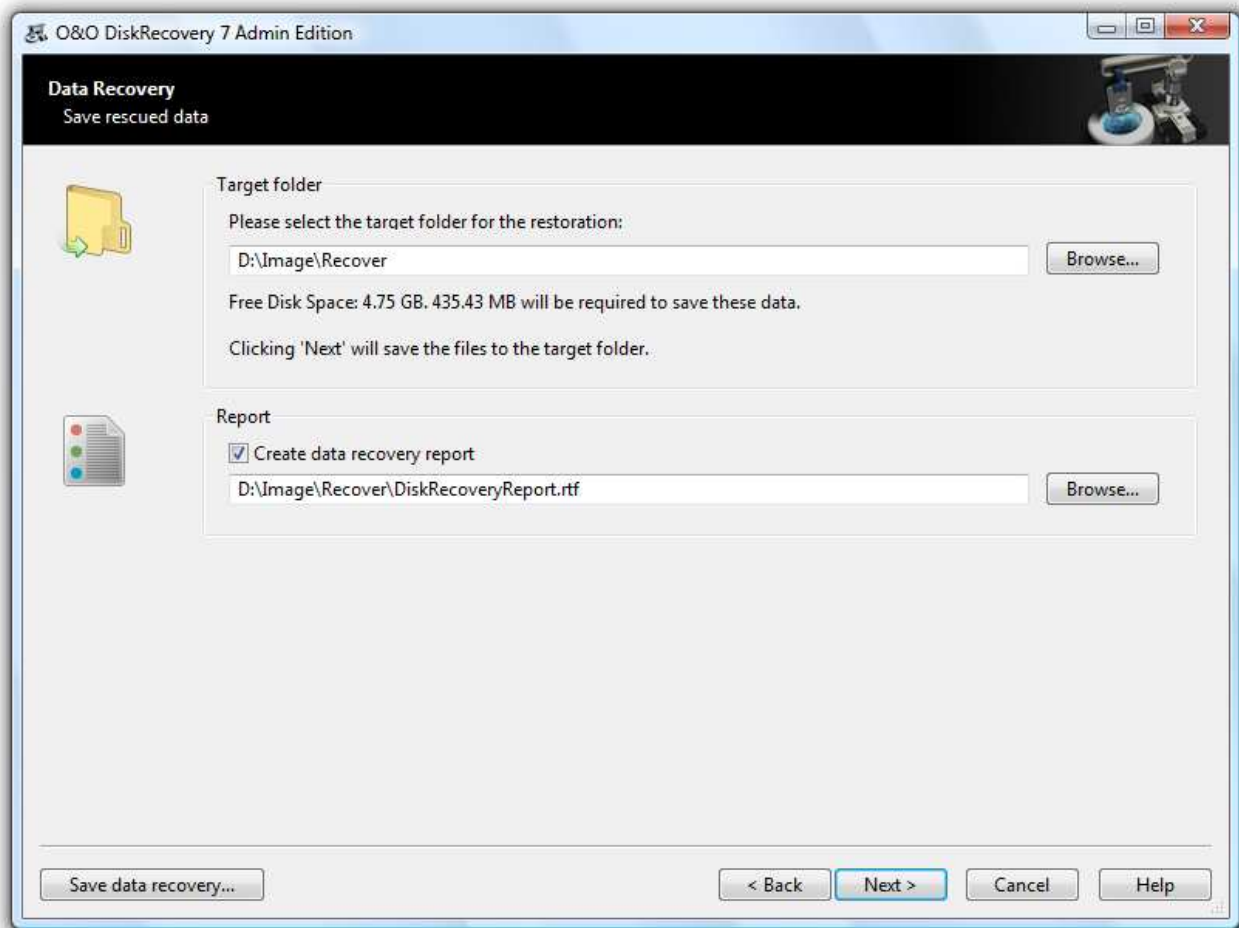 O&O DiskRecovery 7 Admin Edition
Data Recovery
Save rescued data
Target folder
Please select the target folder for the restoration:
D:\Image\Recover
Browse...
Free Disk Space: 4.75 GB. 435.43 MB will be required to save these data.
Clicking 'Next' will save the files to the target folder.
Report
Create data recovery report
D:\Image\Recover\DiskRecoveryReport.rtf
Browse...
Save data recovery...
< Back
Next >
Cancel
Help